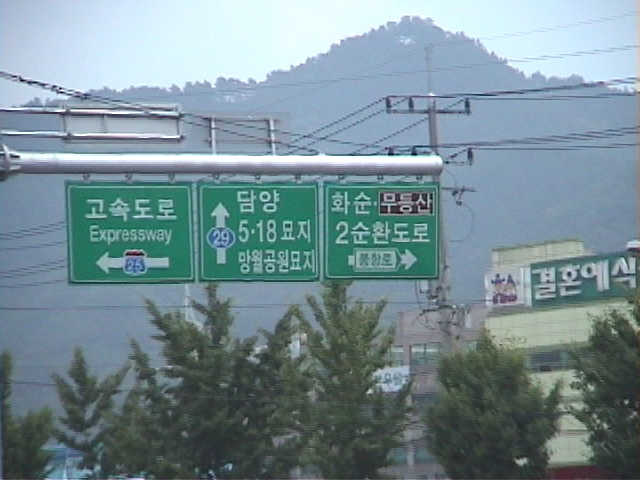 고속도로
Expressway
25
담양
29
5·18 묘지
망월공원묘지
화순·무등산
2순환도로
결혼예식